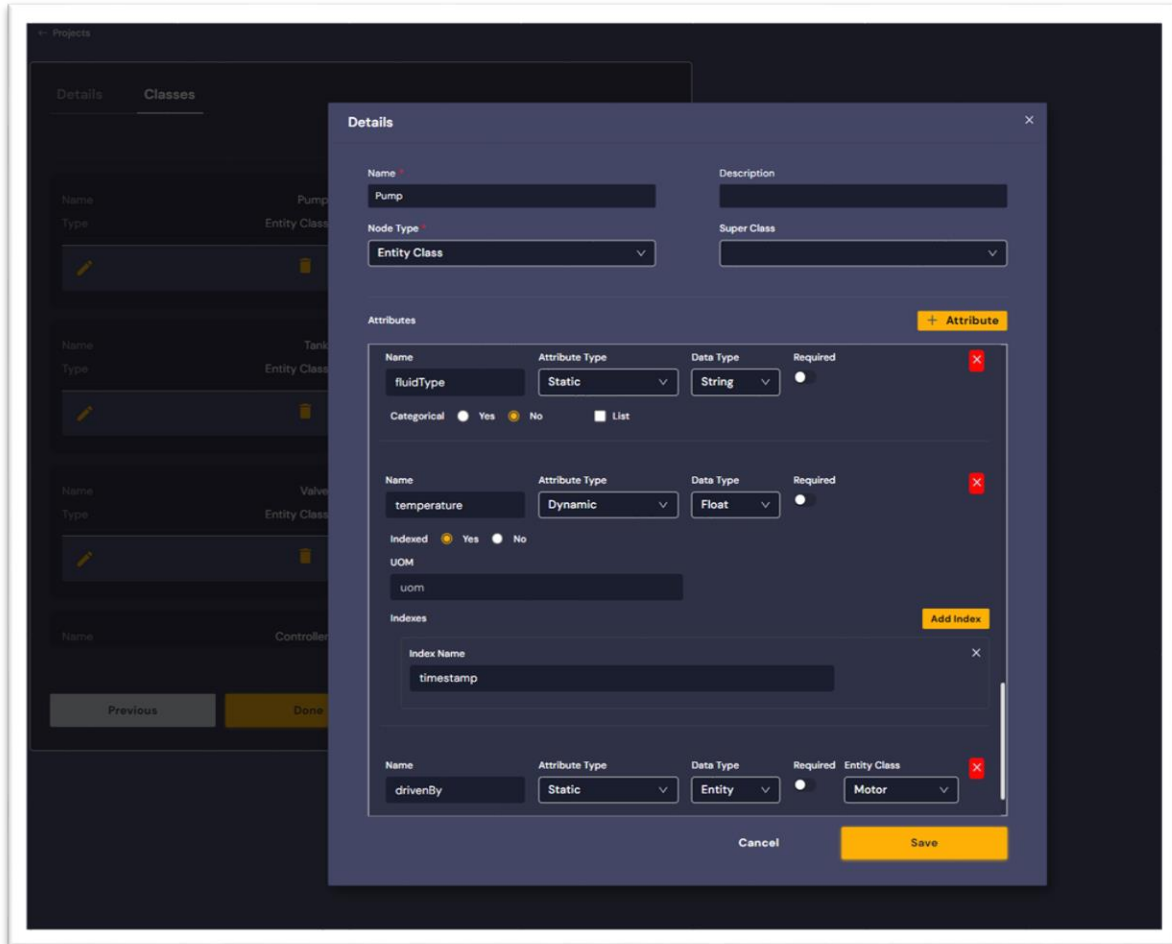 ← Projects
Details Classes
Name Pump
Type Entity Class
Name Tank
Type Entity Class
Name Valve
Type Entity Class
Name Controller
Previous Done
Details ×
Name * Description
Pump
Node Type * Super Class
Entity Class
Attributes + Attribute
Name Attribute Type Data Type Required
fluidType Static String
Categorical Yes No List
Name Attribute Type Data Type Required
temperature Dynamic Float
Indexed Yes No
UOM
uom
Indexes Add Index
Index Name
timestamp
Name Attribute Type Data Type Required Entity Class
drivenBy Static Entity Motor
Cancel Save